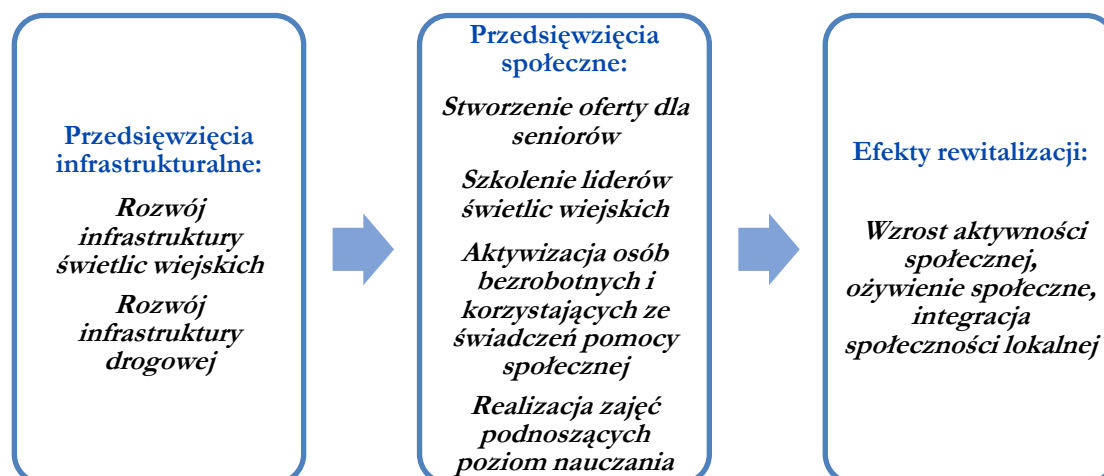 Przedsięwzięcia
infrastrukturalne:
Rozwój
infrastruktury
świetlic wiejskich
Rozwój
infrastruktury
drogowej
Przedsięwzięcia
społeczne:
Stworzenie oferty dla
seniorów
Szkolenie liderów
świetlic wiejskich
Aktywizacja osób
bezrobotnych i
korzystających ze
świadczeń pomocy
społecznej
Realizacja zajęć
podnoszących
poziom nauczania
Efekty rewitalizacji:
Wzrost aktywności
społecznej,
ożywienie społeczne,
integracja
społeczności lokalnej